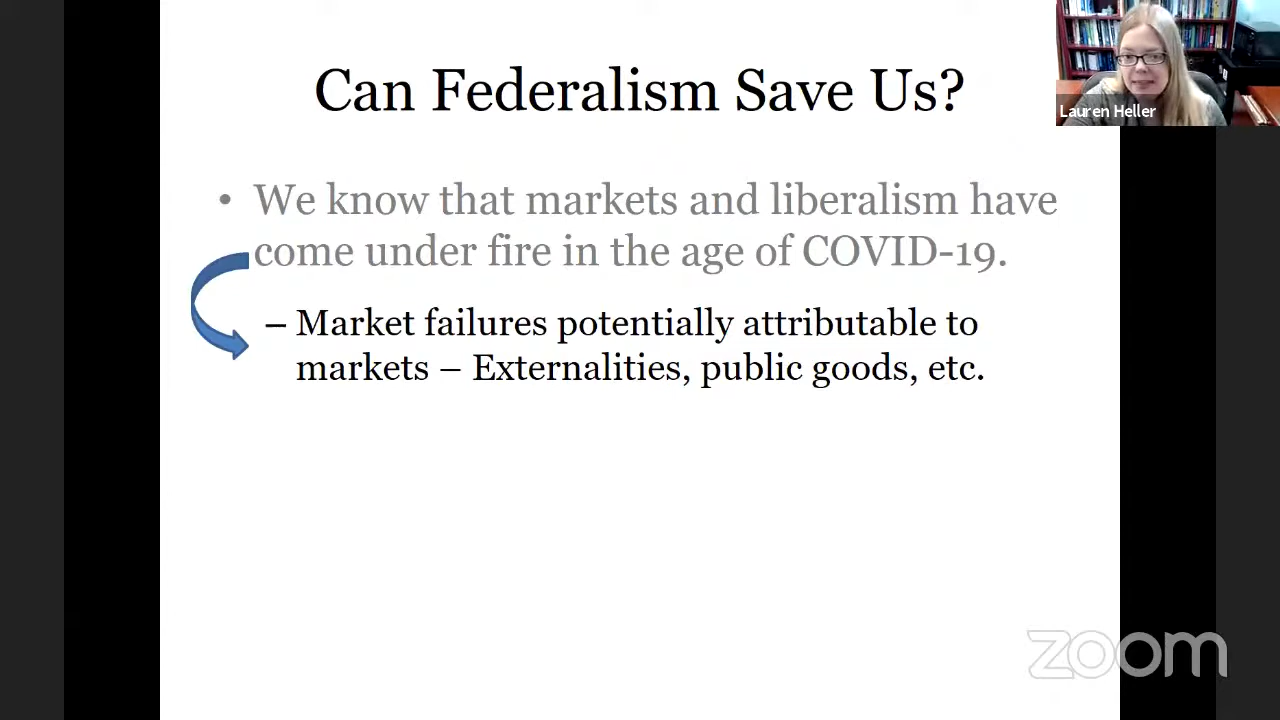 Can Federalism Save Us?
Lauren Heller
• We know that markets and liberalism have
come under fire in the age of COVID-19.
– Market failures potentially attributable to
markets – Externalities, public goods, etc.
zoom